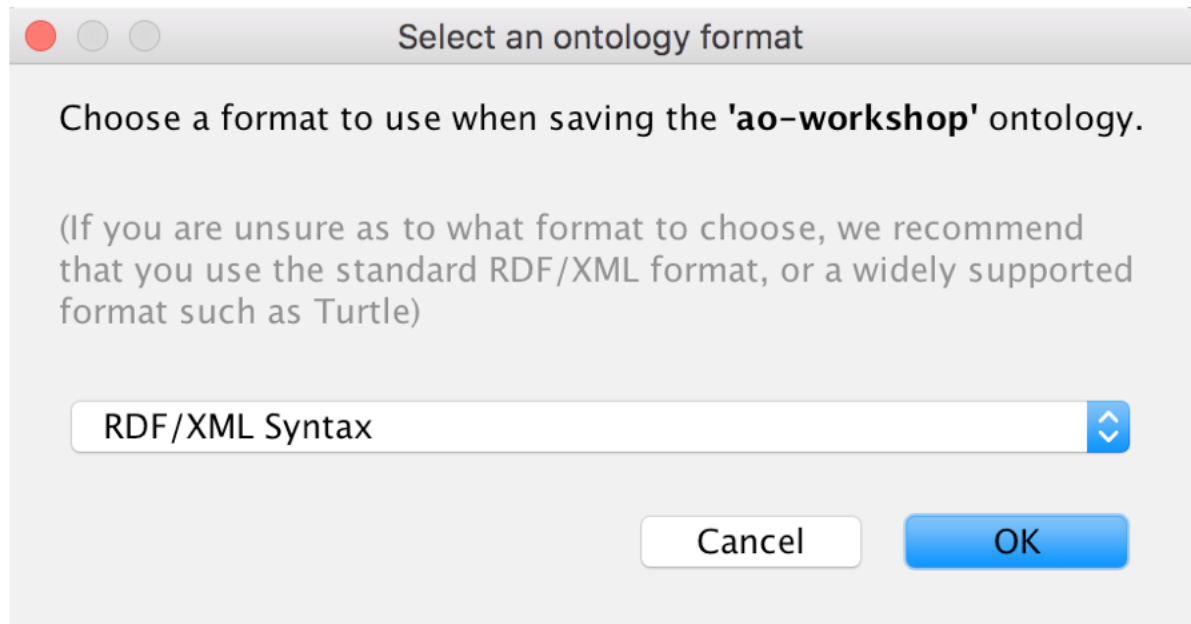 Select an ontology format
Choose a format to use when saving the 'ao-workshop' ontology.
(If you are unsure as to what format to choose, we recommend
that you use the standard RDF/XML format, or a widely supported
format such as Turtle)
RDF/XML Syntax
Cancel
OK